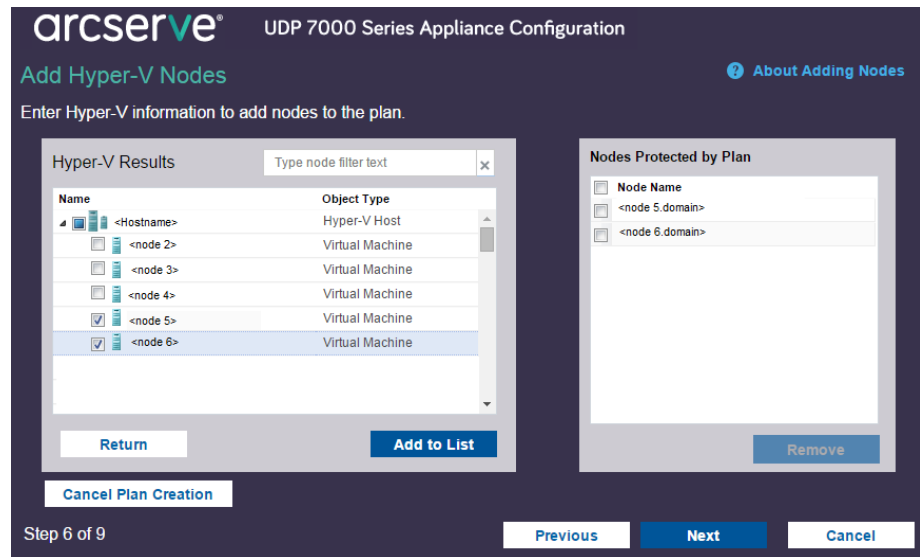 arcserve® UDP 7000 Series Appliance Configuration
Add Hyper-V Nodes
? About Adding Nodes
Enter Hyper-V information to add nodes to the plan.
Hyper-V Results
Type node filter text
Name Object Type
<Hostname> Hyper-V Host
<node 2> Virtual Machine
<node 3> Virtual Machine
<node 4> Virtual Machine
<node 5> Virtual Machine
<node 6> Virtual Machine
Return
Add to List
Nodes Protected by Plan
Node Name
<node 5.domain>
<node 6.domain>
Remove
Cancel Plan Creation
Step 6 of 9
Previous
Next
Cancel